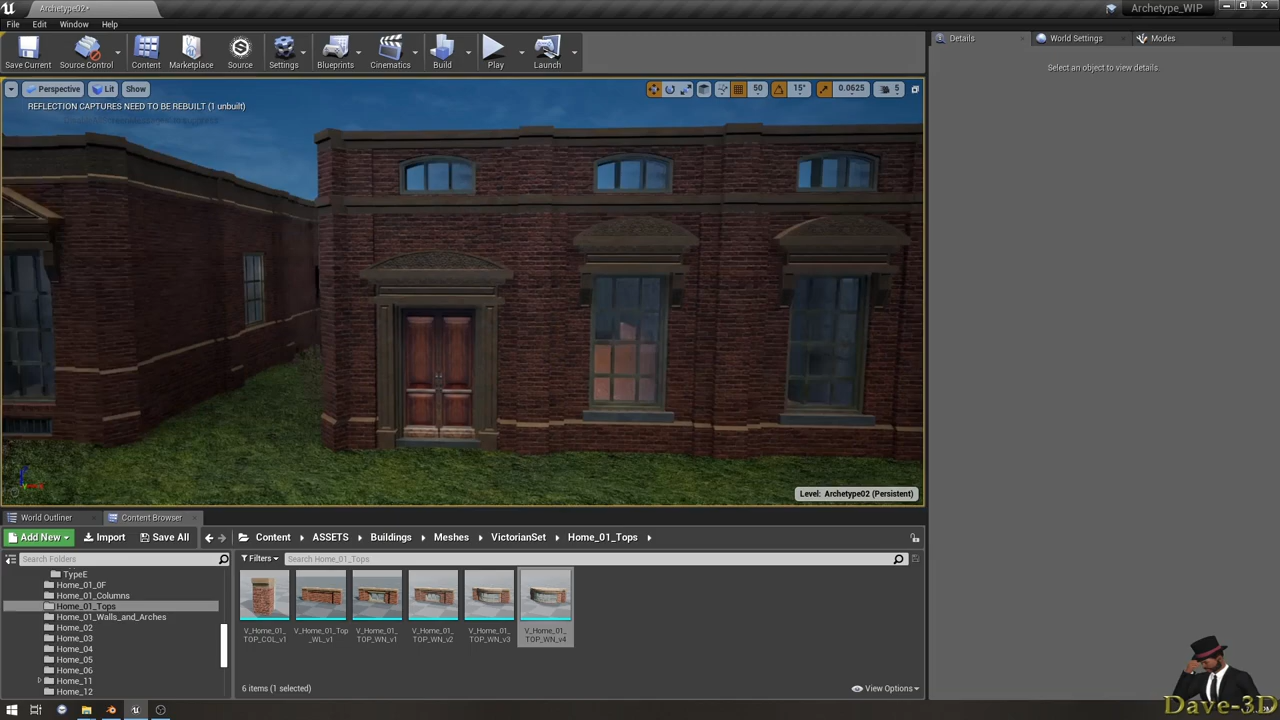 Archetype02*
Archetype_WIP
File Edit Window Help
Save Current Source Control Content Marketplace Source Settings Blueprints Cinematics Build Play Launch
Details World Settings Modes
Select an object to view details.
Perspective Lit Show 50 15° 0.0625 5
REFLECTION CAPTURES NEED TO BE REBUILT (1 unbuilt)
Level: Archetype02 (Persistent)
World Outliner Content Browser
Add New Import Save All Content ASSETS Buildings Meshes VictorianSet Home_01_Tops
Search Folders Filters Search Home_01_Tops
TypeE
Home_01_0F
Home_01_Columns
Home_01_Tops
Home_01_Walls_and_Arches
Home_02
Home_03
Home_04
Home_05
Home_06
Home_11
Home_12
V_Home_01_TOP_COL_v1
V_Home_01_Top_WL_v1
V_Home_01_TOP_WN_v1
V_Home_01_TOP_WN_v2
V_Home_01_TOP_WN_v3
V_Home_01_TOP_WN_v4
6 items (1 selected) View Options
Dave-3D